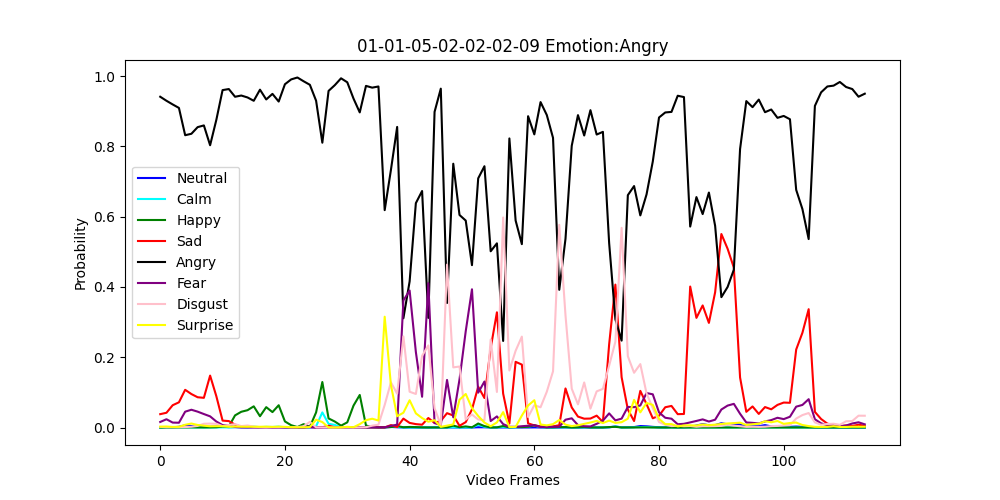 01-01-05-02-02-02-09 Emotion:Angry
1.0
0.8
0.6
0.4
0.2
0.0
Probability
Neutral
Calm
Happy
Sad
Angry
Fear
Disgust
Surprise
0 20 40 60 80 100
Video Frames